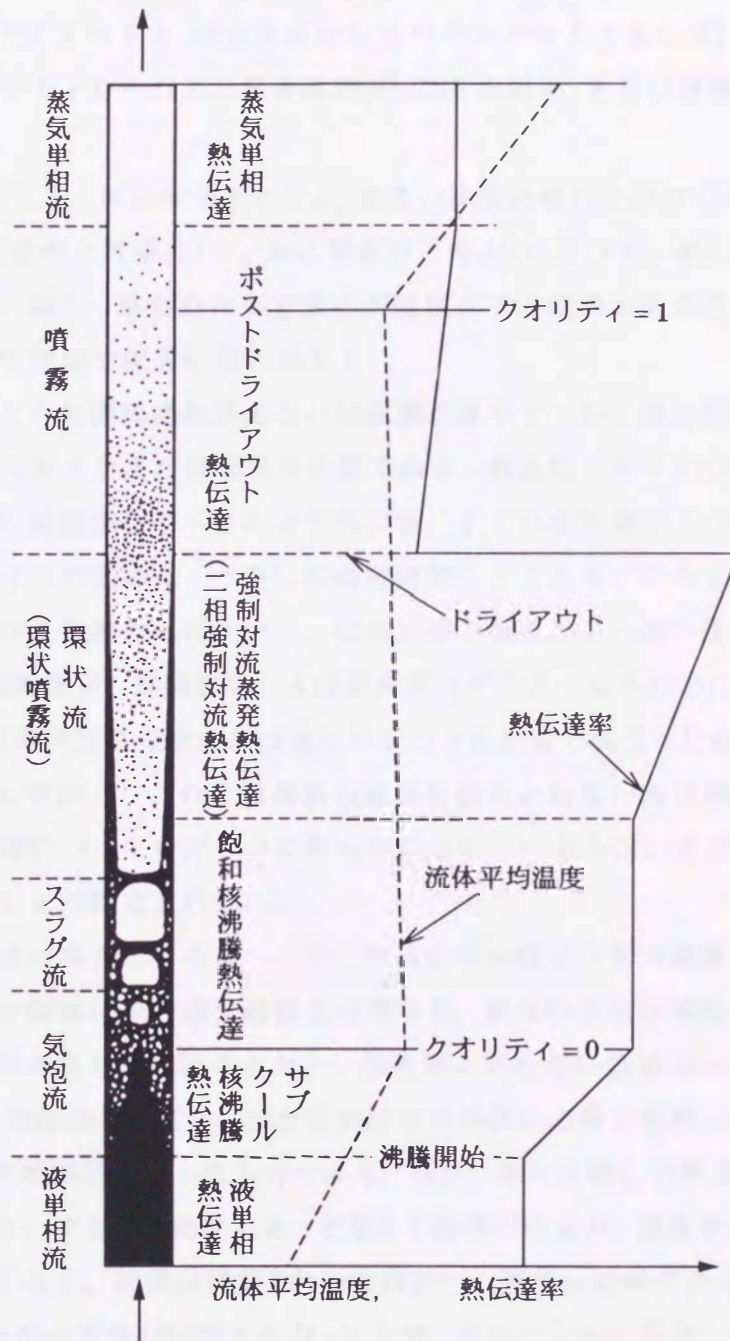 蒸気単相流
噴霧流
環状流
(環状噴霧流)
スラグ流
気泡流
液単相流
蒸気単相
熱伝達
ポストドライアウト
熱伝達
強制対流蒸発熱伝達
(二相強制対流熱伝達)
飽和核沸騰熱伝達
サブ
クール
核沸騰
熱伝達
液単相
熱伝達
クオリティ=1
ドライアウト
熱伝達率
流体平均温度
クオリティ=0
沸騰開始
流体平均温度, 熱伝達率